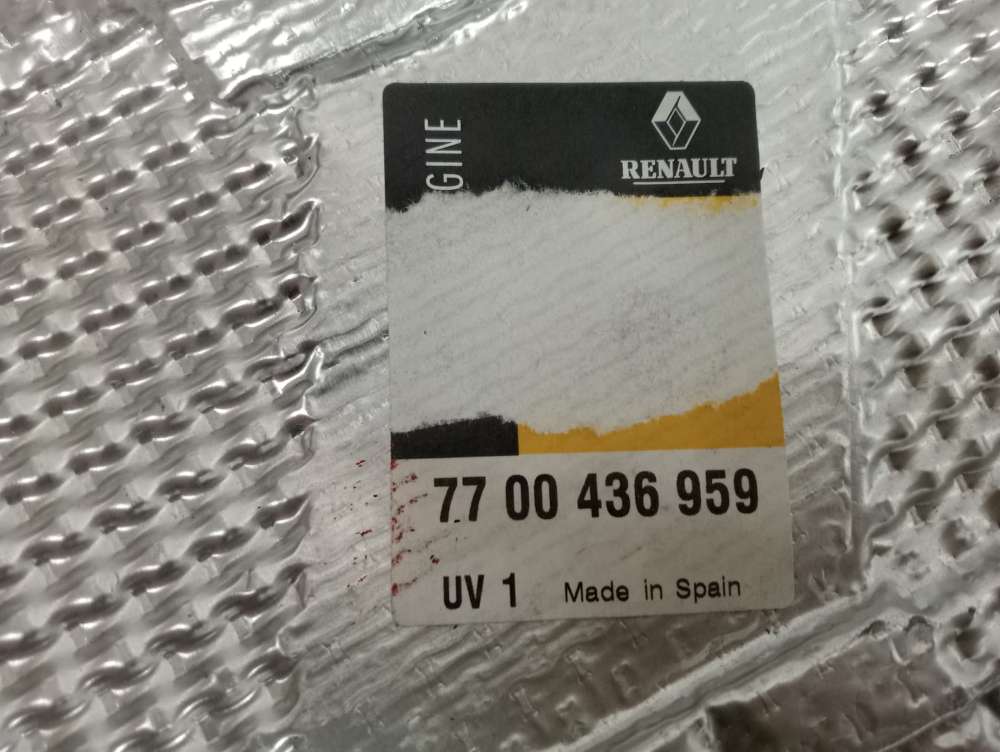 GINE
RENAULT
77 00 436 959
UV 1 Made in Spain